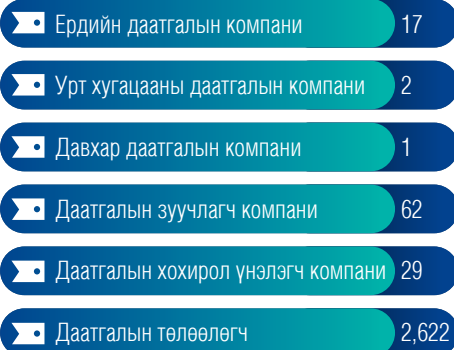 Ердийн даатгалын компани 17
Урт хугацааны даатгалын компани 2
Давхар даатгалын компани 1
Даатгалын зуучлагч компани 62
Даатгалын хохирол үнэлэгч компани 29
Даатгалын төлөөлөгч 2,622